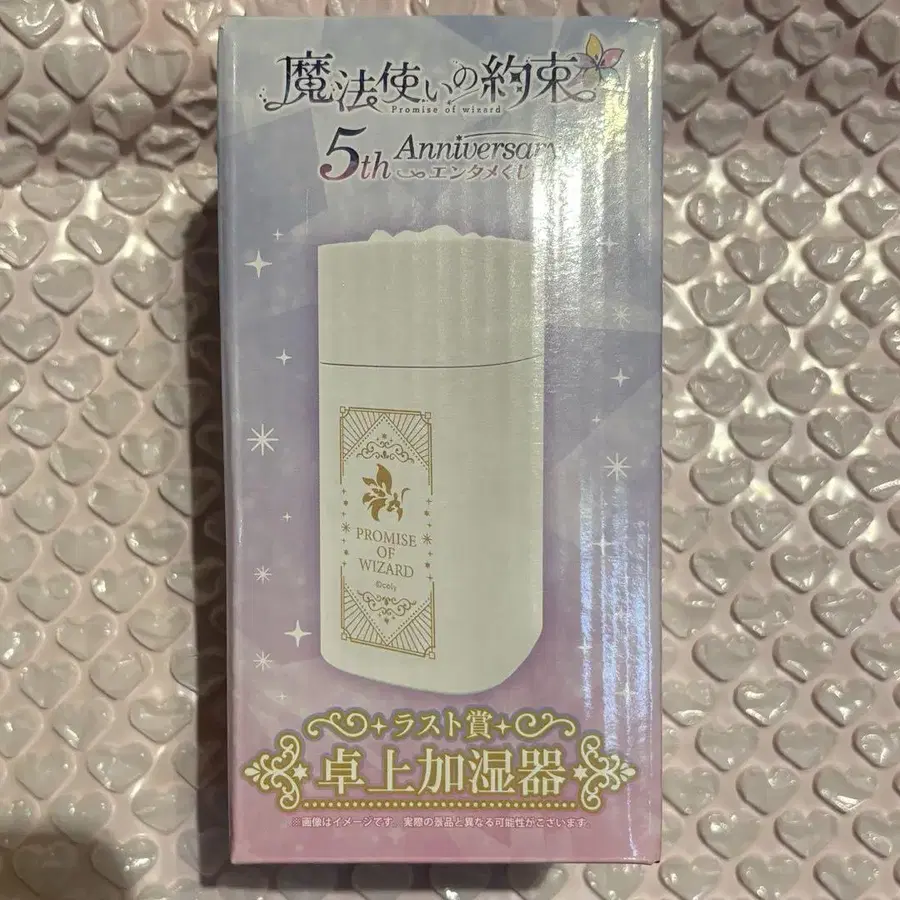 魔法使いの約束
Promise of wizard
5th Anniversary
エンタメくじ
PROMISE
OF
WIZARD
©coly
ラスト賞
卓上加湿器
※画像はイメージです。実際の景品と異なる可能性がございます。